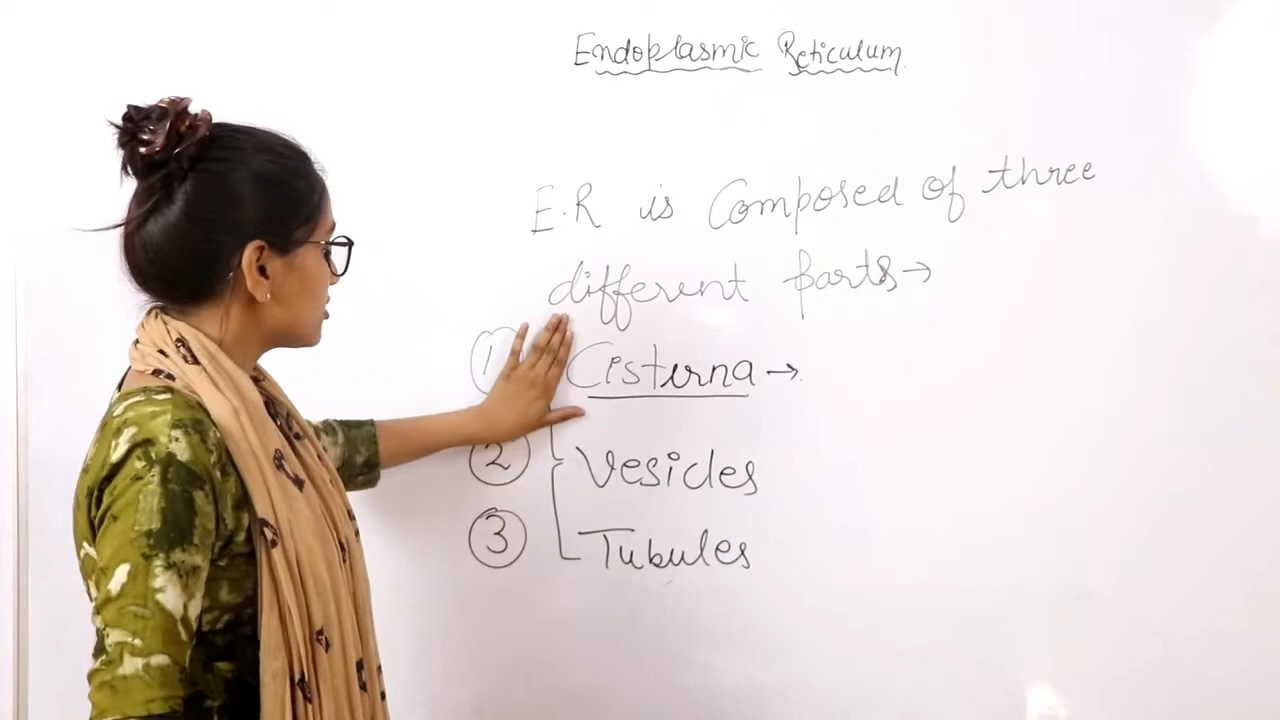 Endoplasmic Reticulum
E.R is Composed of three
different parts→
1 Cisterna→
2 Vesicles
3 Tubules